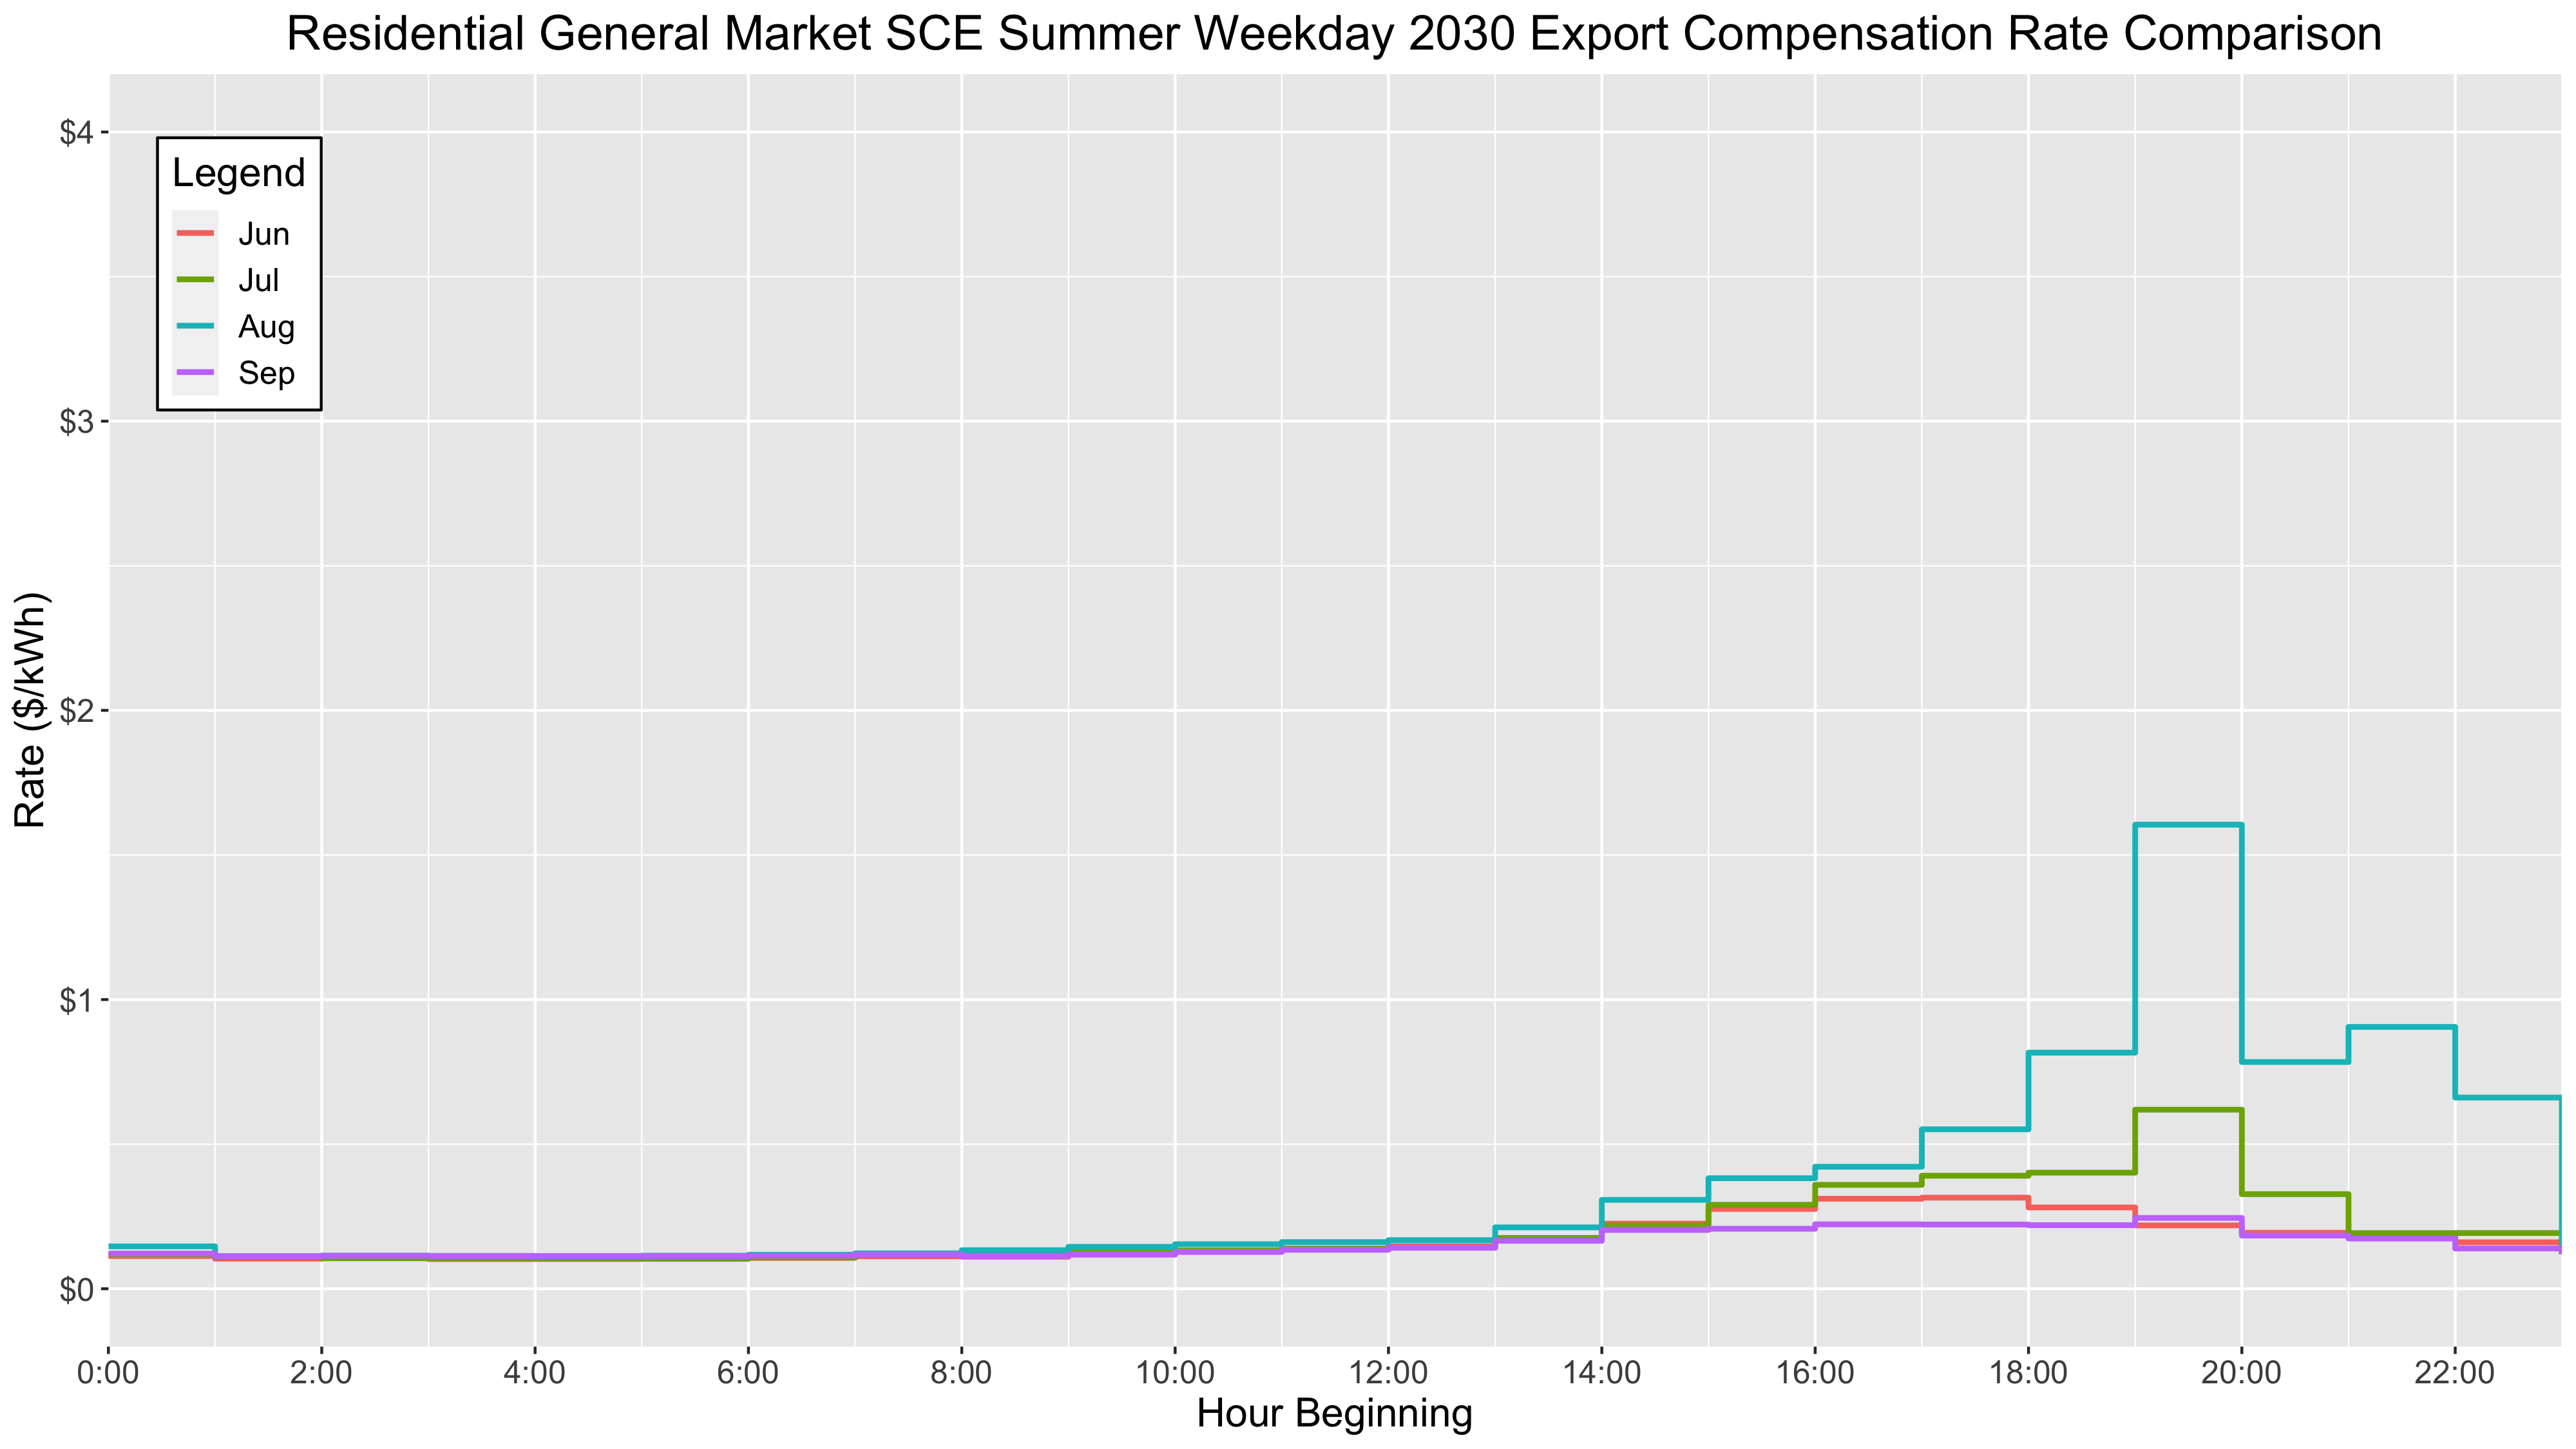 Residential General Market SCE Summer Weekday 2030 Export Compensation Rate Comparison
Rate ($/kWh)
$4
$3
$2
$1
$0
Legend
Jun
Jul
Aug
Sep
0:00 2:00 4:00 6:00 8:00 10:00 12:00 14:00 16:00 18:00 20:00 22:00
Hour Beginning